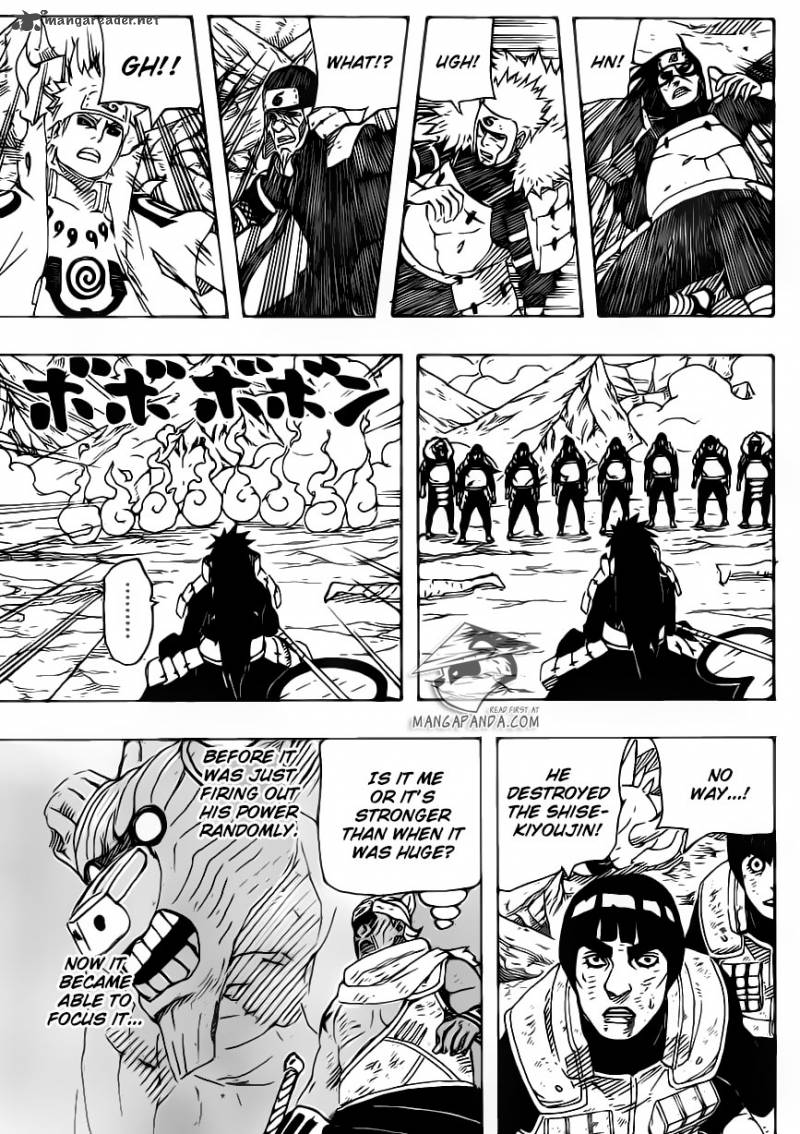 mangareader.net
HN!
UGH!
WHAT!?
GH!!
ボボボボン
.........
READ FIRST AT
MANGAPANDA.COM
NO
WAY...!
HE
DESTROYED
THE SHISE-
KIYOUJIN!
IS IT ME
OR IT'S
STRONGER
THAN WHEN IT
WAS HUGE?
BEFORE IT
WAS JUST
FIRING OUT
HIS POWER
RANDOMLY.
NOW IT
BECAME
ABLE TO
FOCUS IT...